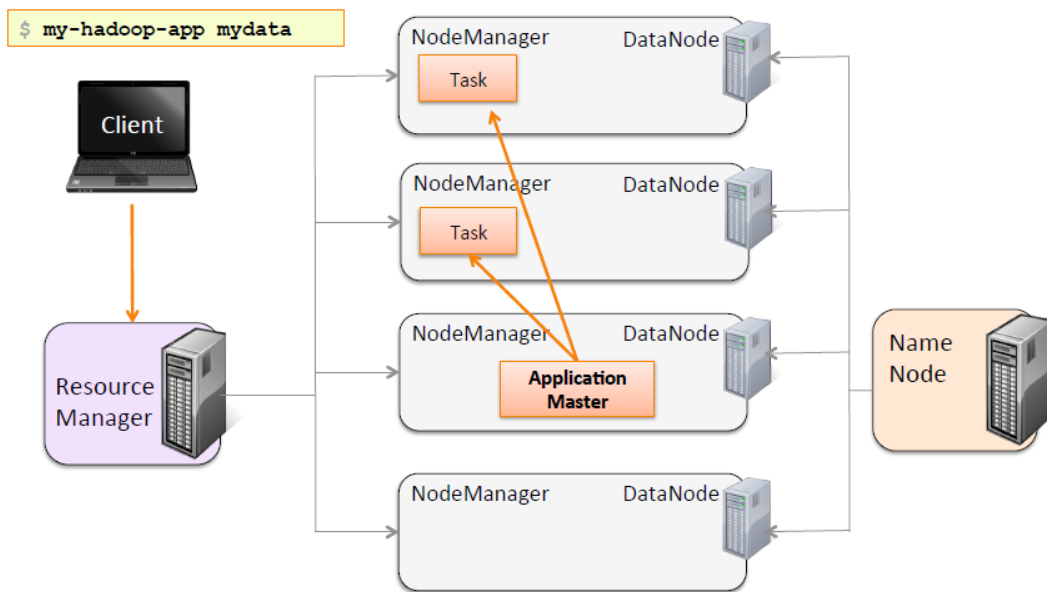 $ my-hadoop-app mydata
Client
Resource
Manager
NodeManager
DataNode
Task
NodeManager
DataNode
Task
NodeManager
DataNode
Application
Master
NodeManager
DataNode
Name
Node